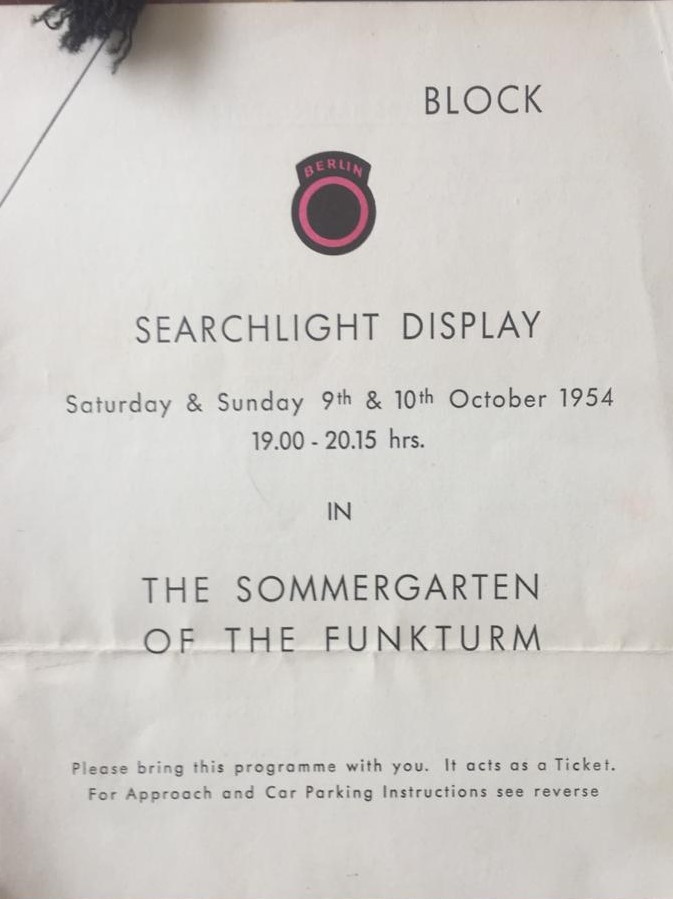 BLOCK
BERLIN
SEARCHLIGHT DISPLAY
Saturday & Sunday 9th & 10th October 1954
19.00 - 20.15 hrs.
IN
THE SOMMERGARTEN
OF THE FUNKTURM
Please bring this programme with you. It acts as a Ticket.
For Approach and Car Parking Instructions see reverse